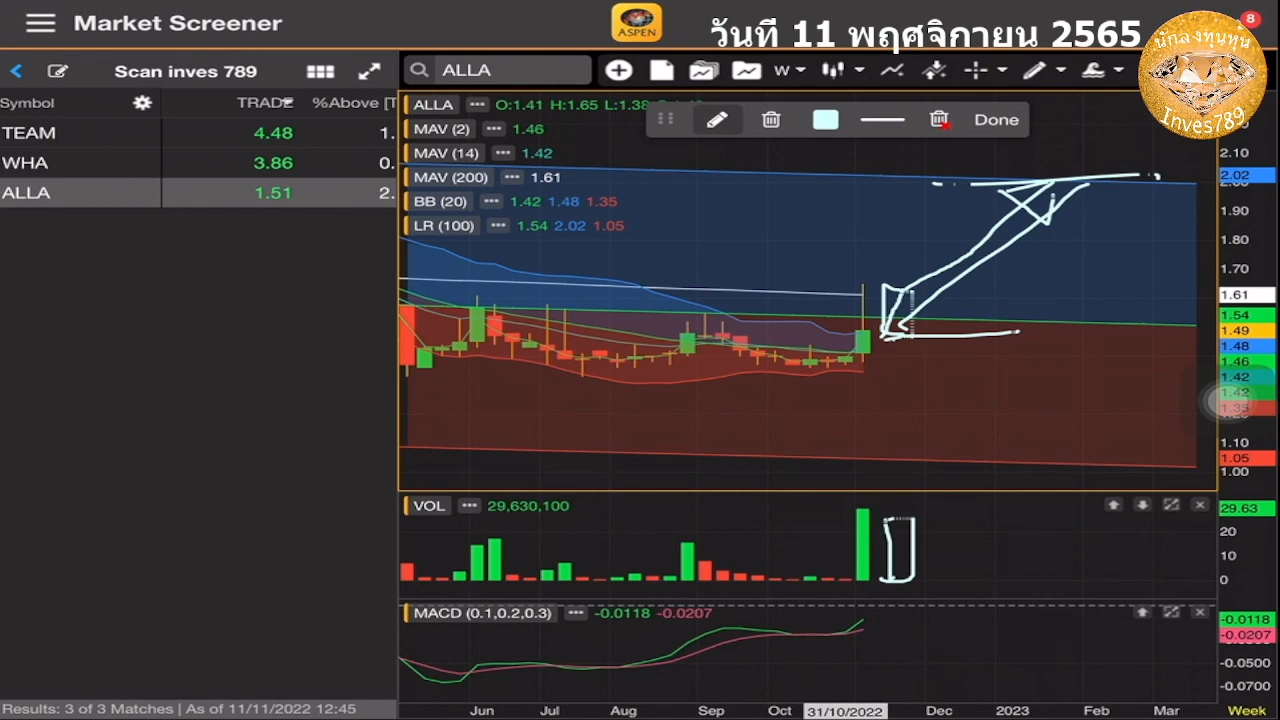 Market Screener
ASPEN
วันที่ 11 พฤศจิกายน 2565
8
นักลงทุนหุ้น
Inves789
Scan inves 789
ALLA
W
Symbol
TRADE
%Above [T
TEAM 4.48 1.
WHA 3.86 0.
ALLA 1.51 2.
Results: 3 of 3 Matches | As of 11/11/2022 12:45
ALLA ••• O:1.41 H:1.65 L:1.38
MAV (2) ••• 1.46
MAV (14) ••• 1.42
MAV (200) ••• 1.61
BB (20) ••• 1.42 1.48 1.35
LR (100) ••• 1.54 2.02 1.05
Done
2.10
2.02
1.90
1.80
1.70
1.61
1.54
1.49
1.48
1.46
1.42
1.42
1.35
1.10
1.05
1.00
VOL ••• 29,630,100
29.63
20
10
0
MACD (0.1,0.2,0.3) ••• -0.0118 -0.0207
-0.0118
-0.0207
-0.0500
-0.0700
Jun Jul Aug Sep Oct 31/10/2022 Dec 2023 Feb Mar Week